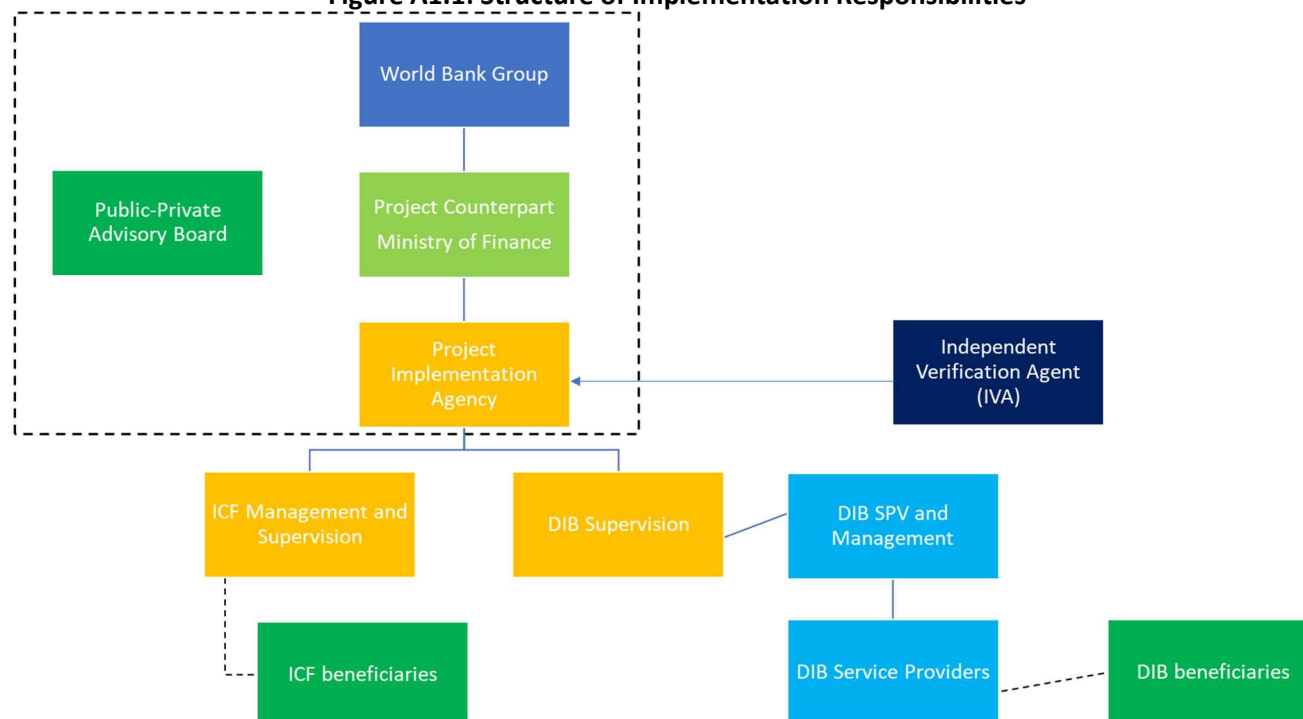 Figure A1.1: Structure of Implementation Responsibilities
World Bank Group
Public-Private
Advisory Board
Project Counterpart
Ministry of Finance
Project
Implementation
Agency
Independent
Verification Agent
(IVA)
ICF Management and
Supervision
DIB Supervision
DIB SPV and
Management
ICF beneficiaries
DIB Service Providers
DIB beneficiaries